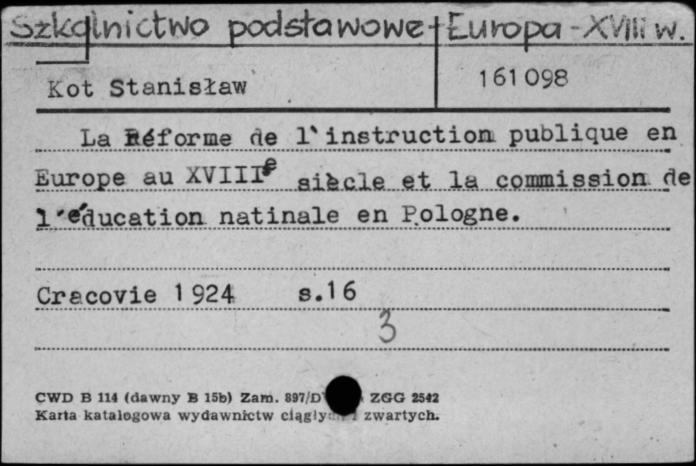 Szkolnictwo podstawowe - Europa - XVIII w.
Kot Stanisław 161098
La Réforme de l'instruction publique en
Europe au XVIIIe siècle et la commission de
l'éducation natinale en Pologne.
Cracovie 1924 s.16
3
CWD B 114 (dawny B 15b) Zam. 897/D ZGG 2542
Karta katalogowa wydawnictw ciągłych i zwartych.